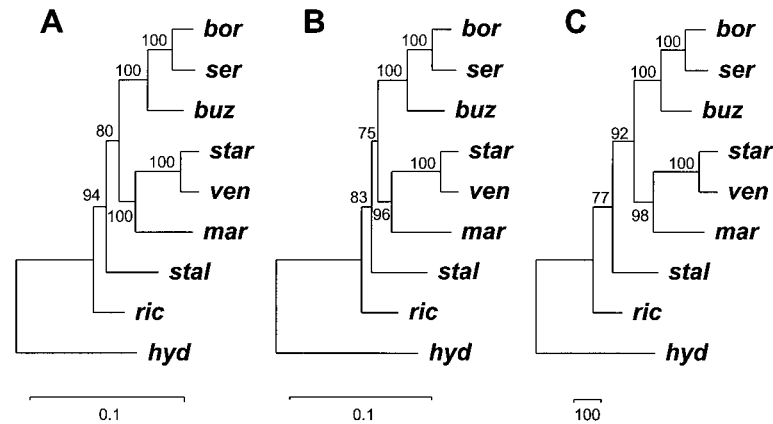 A
bor
100
ser
100
buz
80
star
100
ven
94
100
mar
stal
ric
hyd
0.1
B
bor
100
ser
100
buz
75
star
100
ven
83
96
mar
stal
ric
hyd
0.1
C
bor
100
ser
100
buz
92
star
100
ven
77
98
mar
stal
ric
hyd
100